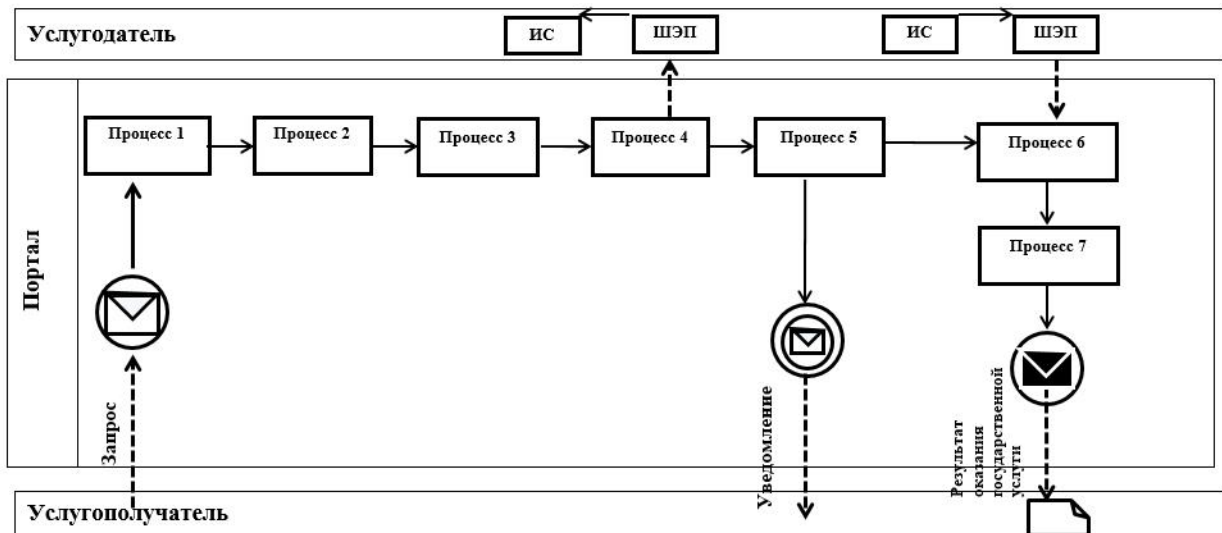 Услугодатель
ИС
ШЭП
ИС
ШЭП
Портал
Процесс 1
Процесс 2
Процесс 3
Процесс 4
Процесс 5
Процесс 6
Процесс 7
Запрос
Уведомление
Результат
оказания
государственной
услуги
Услугополучатель